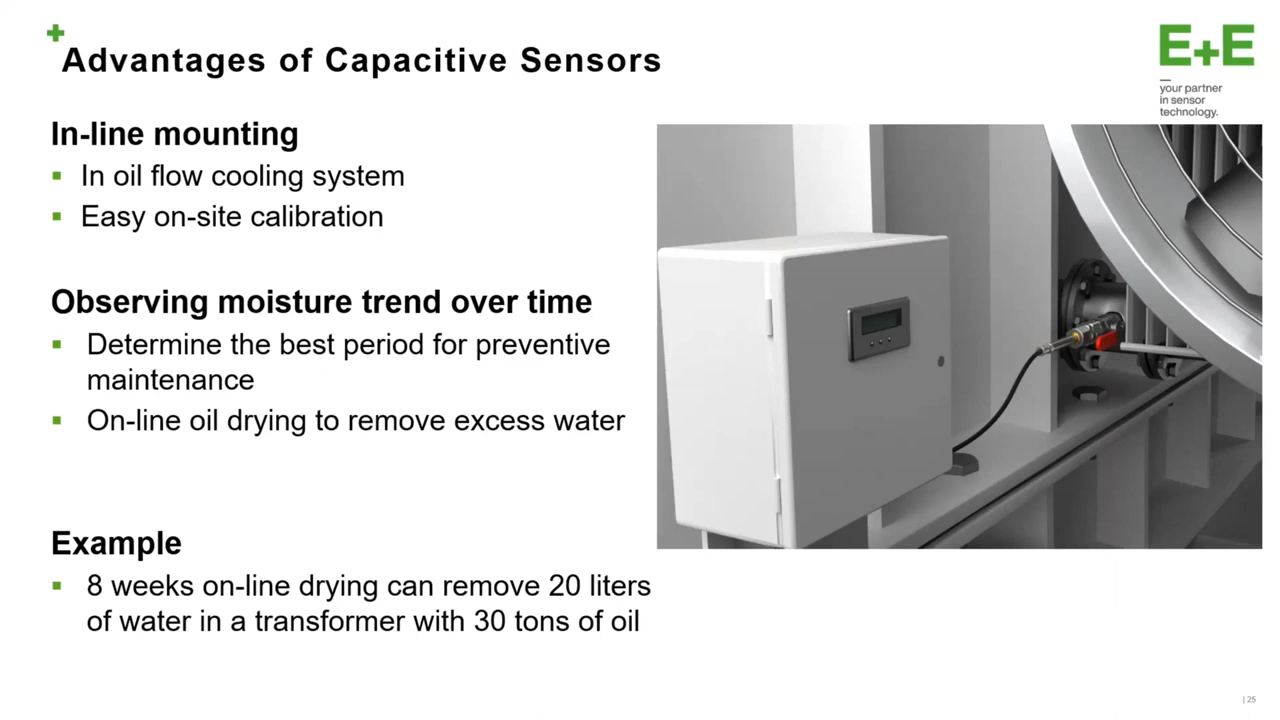 Advantages of Capacitive Sensors
E+E
your partner
in sensor
technology.
In-line mounting
▪ In oil flow cooling system
▪ Easy on-site calibration
Observing moisture trend over time
▪ Determine the best period for preventive
maintenance
▪ On-line oil drying to remove excess water
Example
▪ 8 weeks on-line drying can remove 20 liters
of water in a transformer with 30 tons of oil
| 25